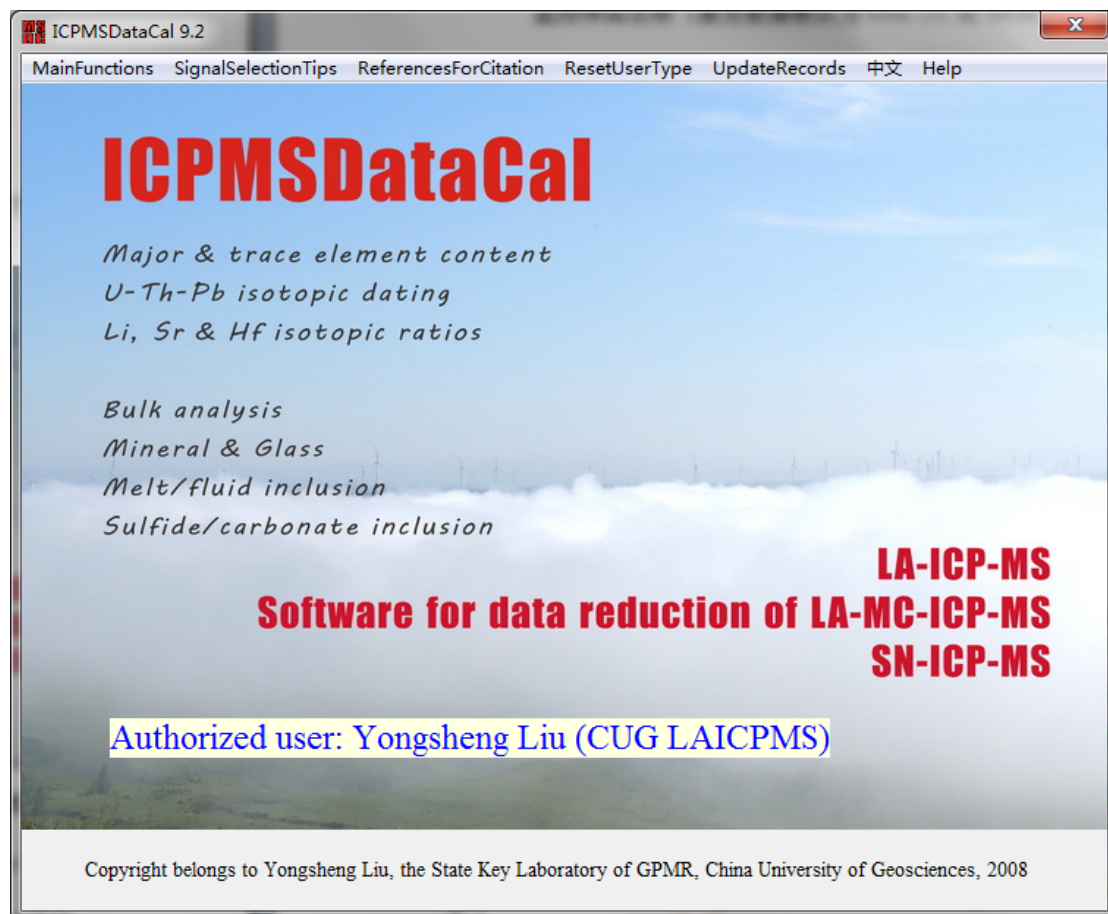 ICPMSDataCal 9.2
MainFunctions SignalSelectionTips ReferencesForCitation ResetUserType UpdateRecords 中文 Help
ICPMSDataCal
Major & trace element content
U-Th-Pb isotopic dating
Li, Sr & Hf isotopic ratios
Bulk analysis
Mineral & Glass
Melt/fluid inclusion
Sulfide/carbonate inclusion
LA-ICP-MS
Software for data reduction of LA-MC-ICP-MS
SN-ICP-MS
Authorized user: Yongsheng Liu (CUG LAICPMS)
Copyright belongs to Yongsheng Liu, the State Key Laboratory of GPMR, China University of Geosciences, 2008